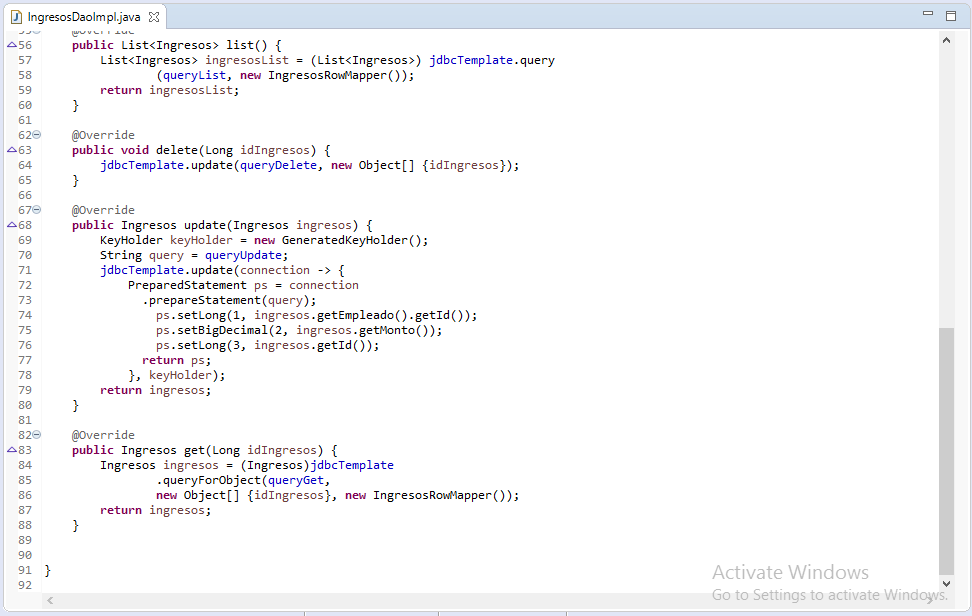 IngresosDaoImpl.java
55 @Override
56 public List<Ingresos> list() {
57 List<Ingresos> ingresosList = (List<Ingresos>) jdbcTemplate.query
58 (queryList, new IngresosRowMapper());
59 return ingresosList;
60 }
61
62 @Override
63 public void delete(Long idIngresos) {
64 jdbcTemplate.update(queryDelete, new Object[] {idIngresos});
65 }
66
67 @Override
68 public Ingresos update(Ingresos ingresos) {
69 KeyHolder keyHolder = new GeneratedKeyHolder();
70 String query = queryUpdate;
71 jdbcTemplate.update(connection -> {
72 PreparedStatement ps = connection
73 .prepareStatement(query);
74 ps.setLong(1, ingresos.getEmpleado().getId());
75 ps.setBigDecimal(2, ingresos.getMonto());
76 ps.setLong(3, ingresos.getId());
77 return ps;
78 }, keyHolder);
79 return ingresos;
80 }
81
82 @Override
83 public Ingresos get(Long idIngresos) {
84 Ingresos ingresos = (Ingresos)jdbcTemplate
85 .queryForObject(queryGet,
86 new Object[] {idIngresos}, new IngresosRowMapper());
87 return ingresos;
88 }
89
90
91 }
92
Activate Windows
Go to Settings to activate Windows.